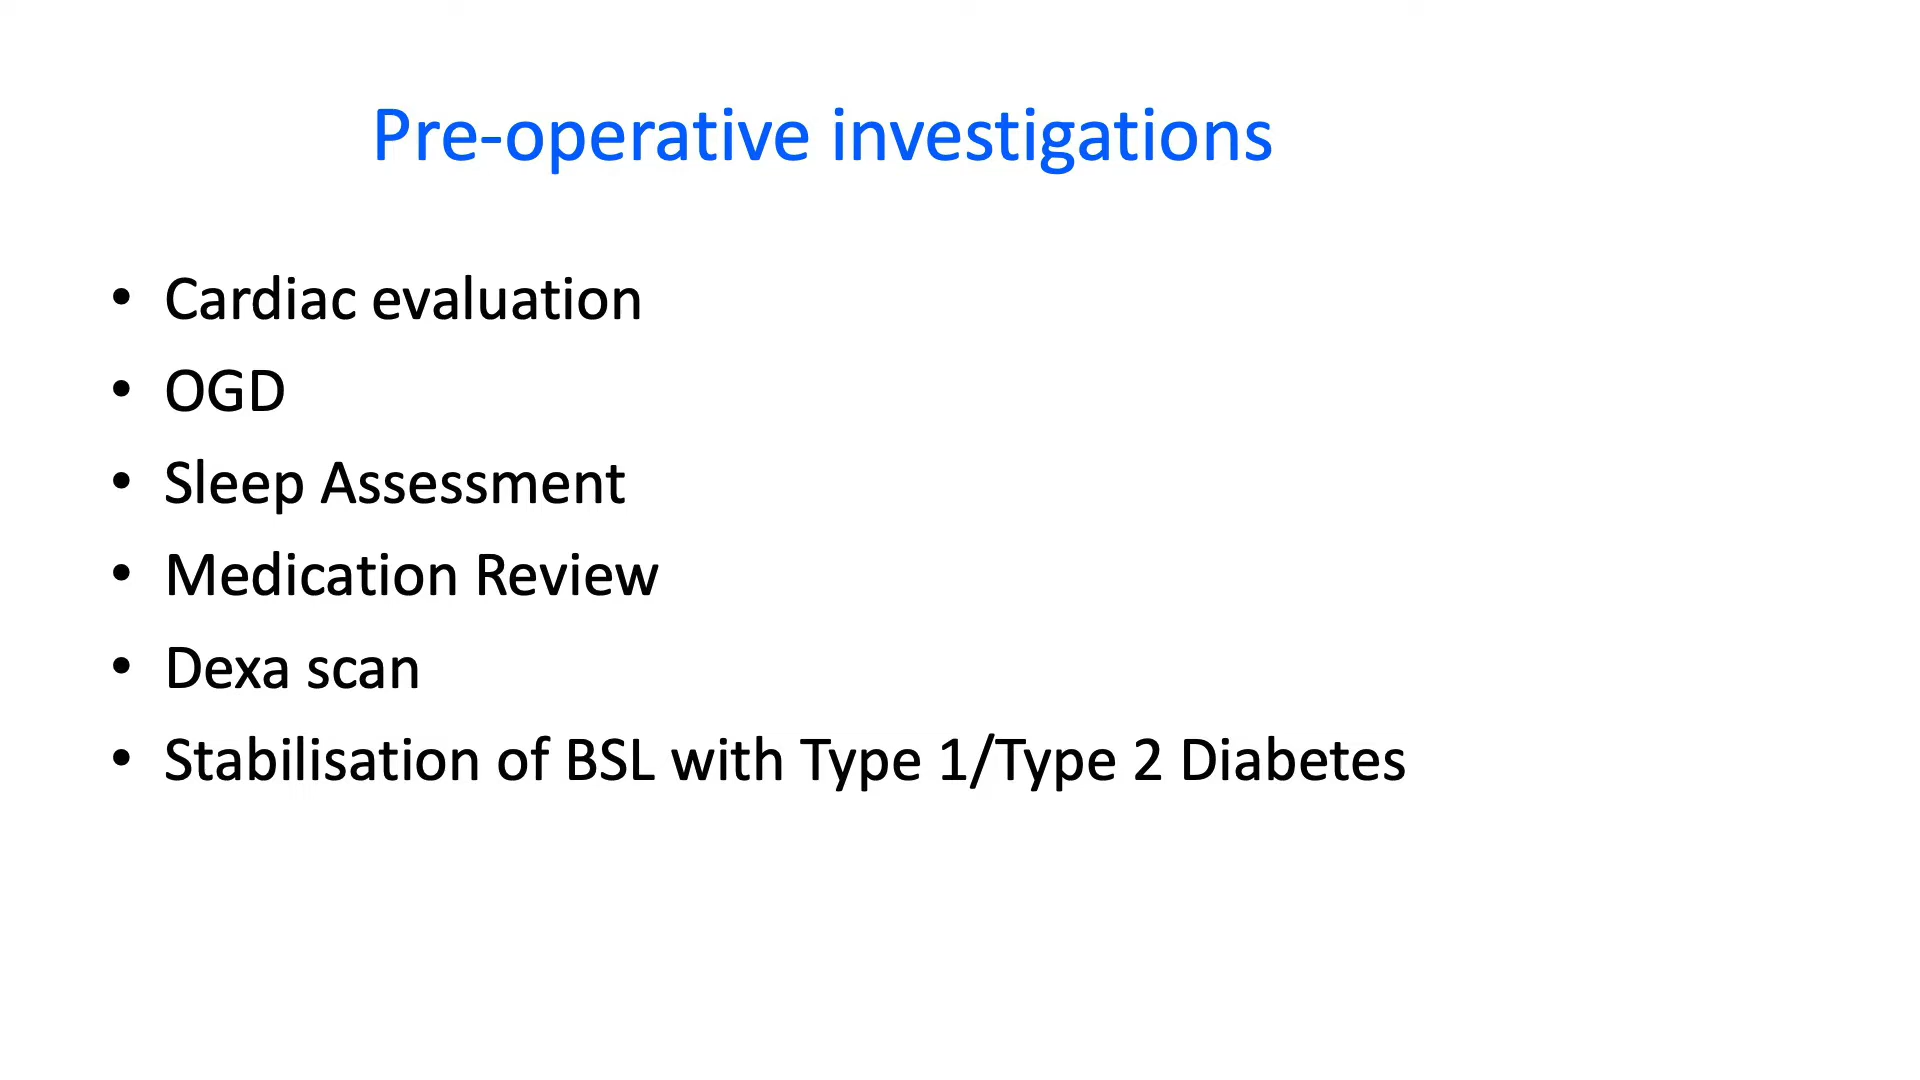 Pre-operative investigations
• Cardiac evaluation
• OGD
• Sleep Assessment
• Medication Review
• Dexa scan
• Stabilisation of BSL with Type 1/Type 2 Diabetes